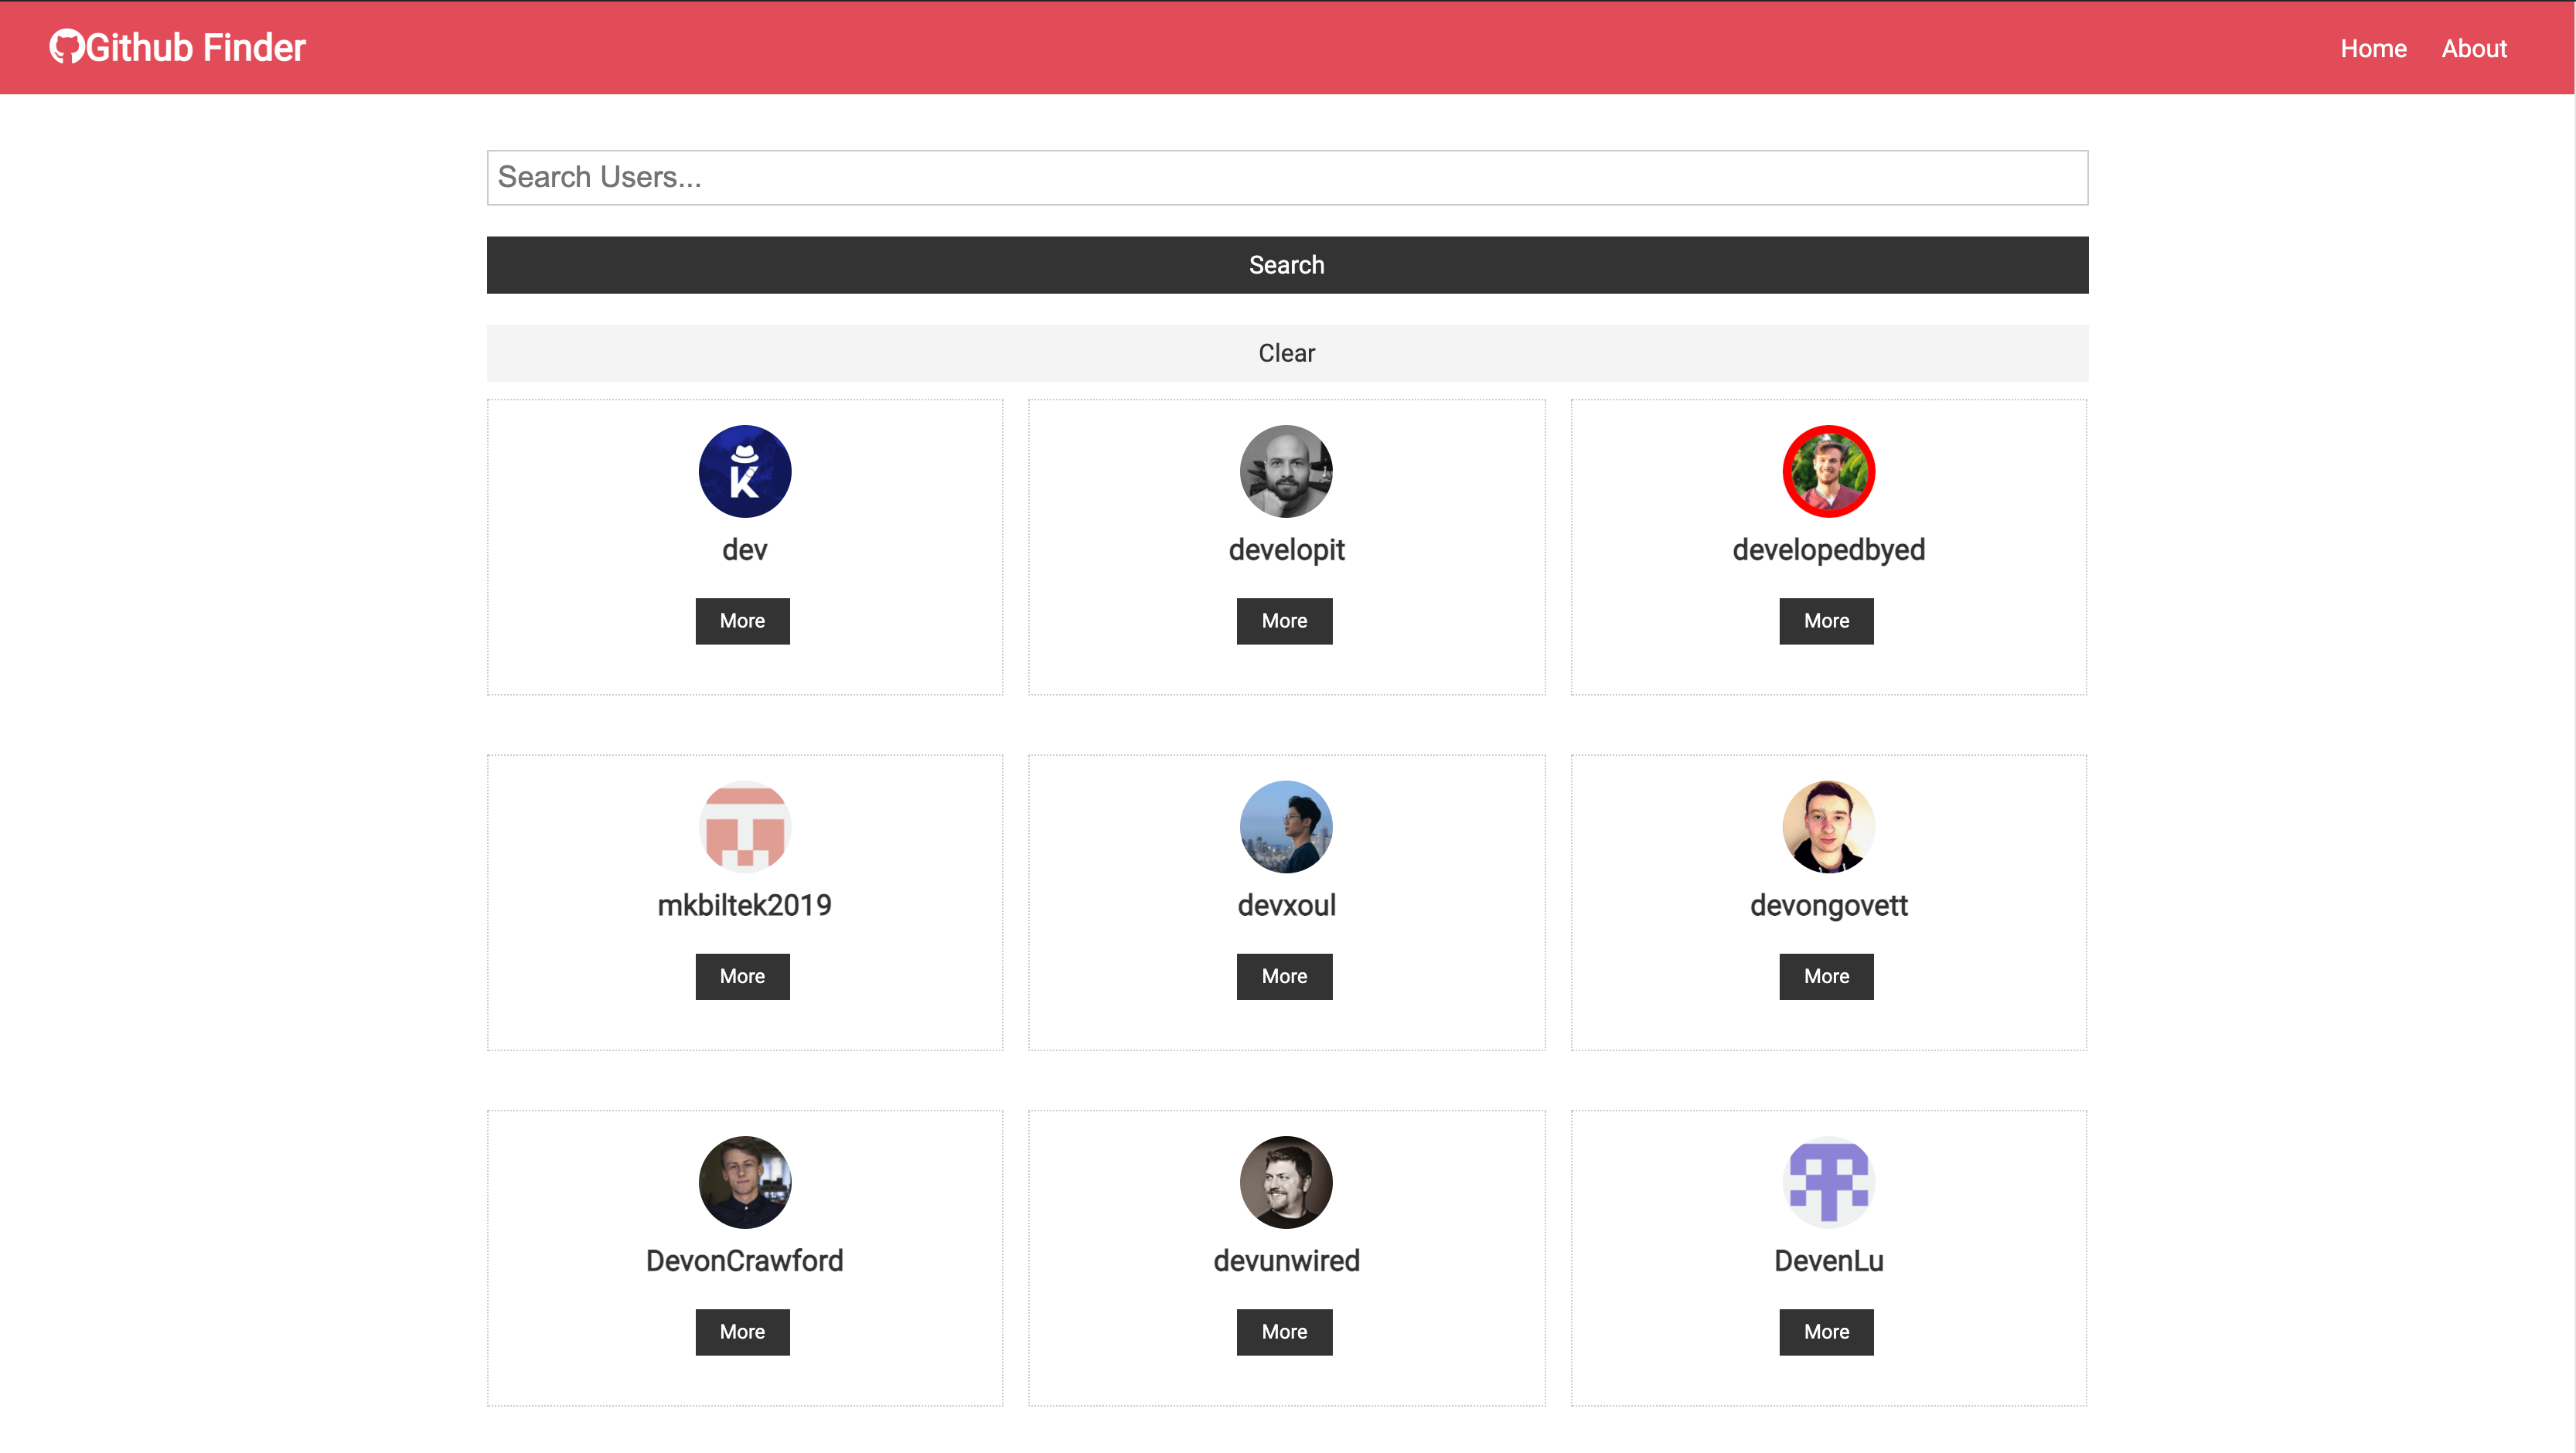 Github Finder
Home About
Search Users...
Search
Clear
K
dev
More
developit
More
developedbyed
More
mkbiltek2019
More
devxoul
More
devongovett
More
DevonCrawford
More
devunwired
More
DevenLu
More